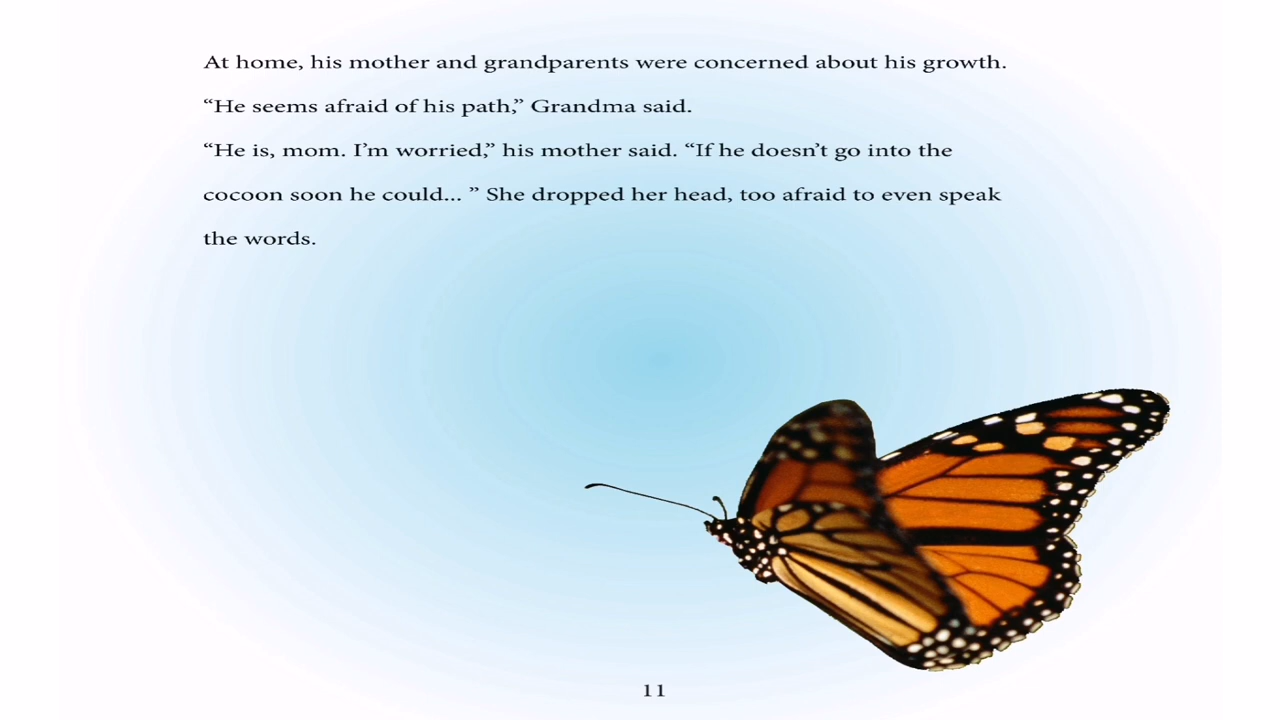 At home, his mother and grandparents were concerned about his growth.
“He seems afraid of his path,” Grandma said.
“He is, mom. I’m worried,” his mother said. “If he doesn’t go into the
cocoon soon he could... ” She dropped her head, too afraid to even speak
the words.
11